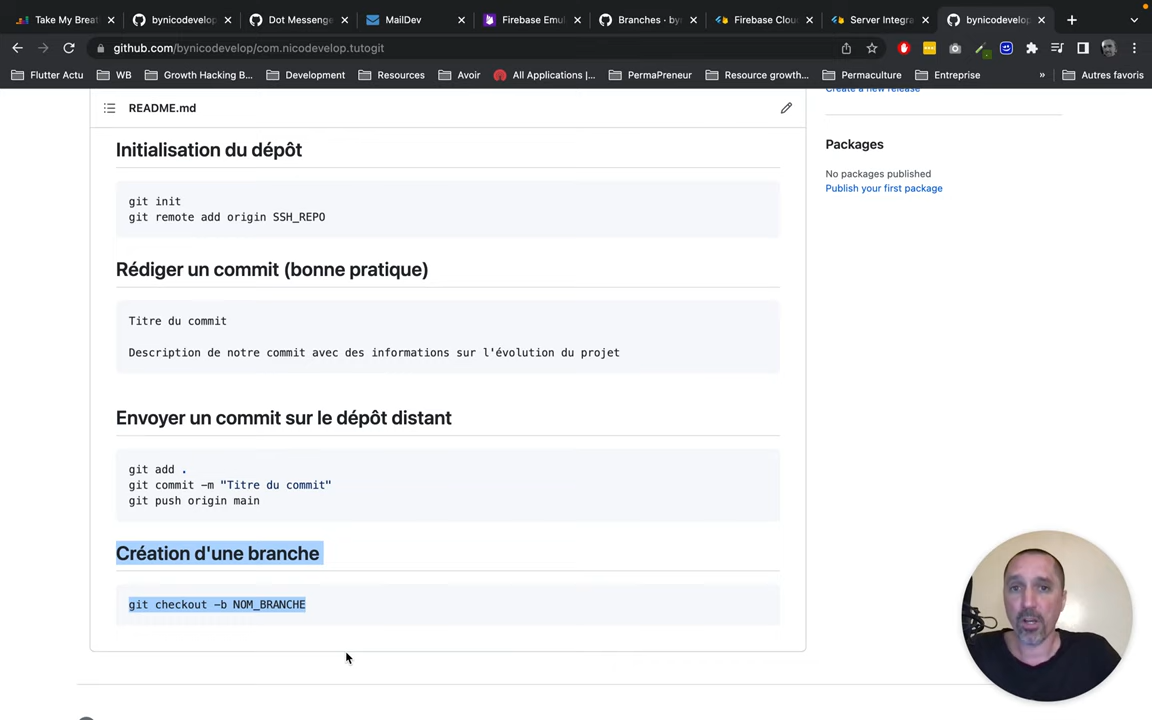 Take My Breat
bynicodevelop
Dot Messenge
MailDev
Firebase Emul
Branches · by
Firebase Clou
Server Integra
bynicodevelop
github.com/bynicodevelop/com.nicodevelop.tutogit
Flutter Actu
WB
Growth Hacking B...
Development
Resources
Avoir
All Applications |...
PermaPreneur
Resource growth...
Permaculture
Entreprise
»
Autres favoris
README.md
Create a new release
Initialisation du dépôt
git init
git remote add origin SSH_REPO
Rédiger un commit (bonne pratique)
Titre du commit
Description de notre commit avec des informations sur l'évolution du projet
Envoyer un commit sur le dépôt distant
git add .
git commit -m "Titre du commit"
git push origin main
Création d'une branche
git checkout -b NOM_BRANCHE
Packages
No packages published
Publish your first package